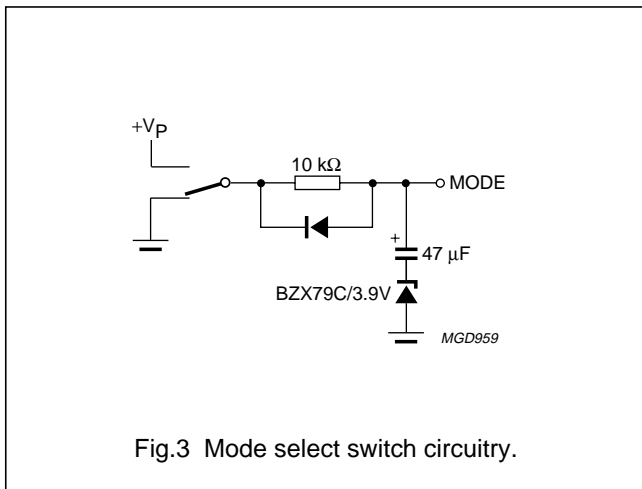 +VP
10 kΩ
MODE
+
47 μF
BZX79C/3.9V
MGD959
Fig.3 Mode select switch circuitry.